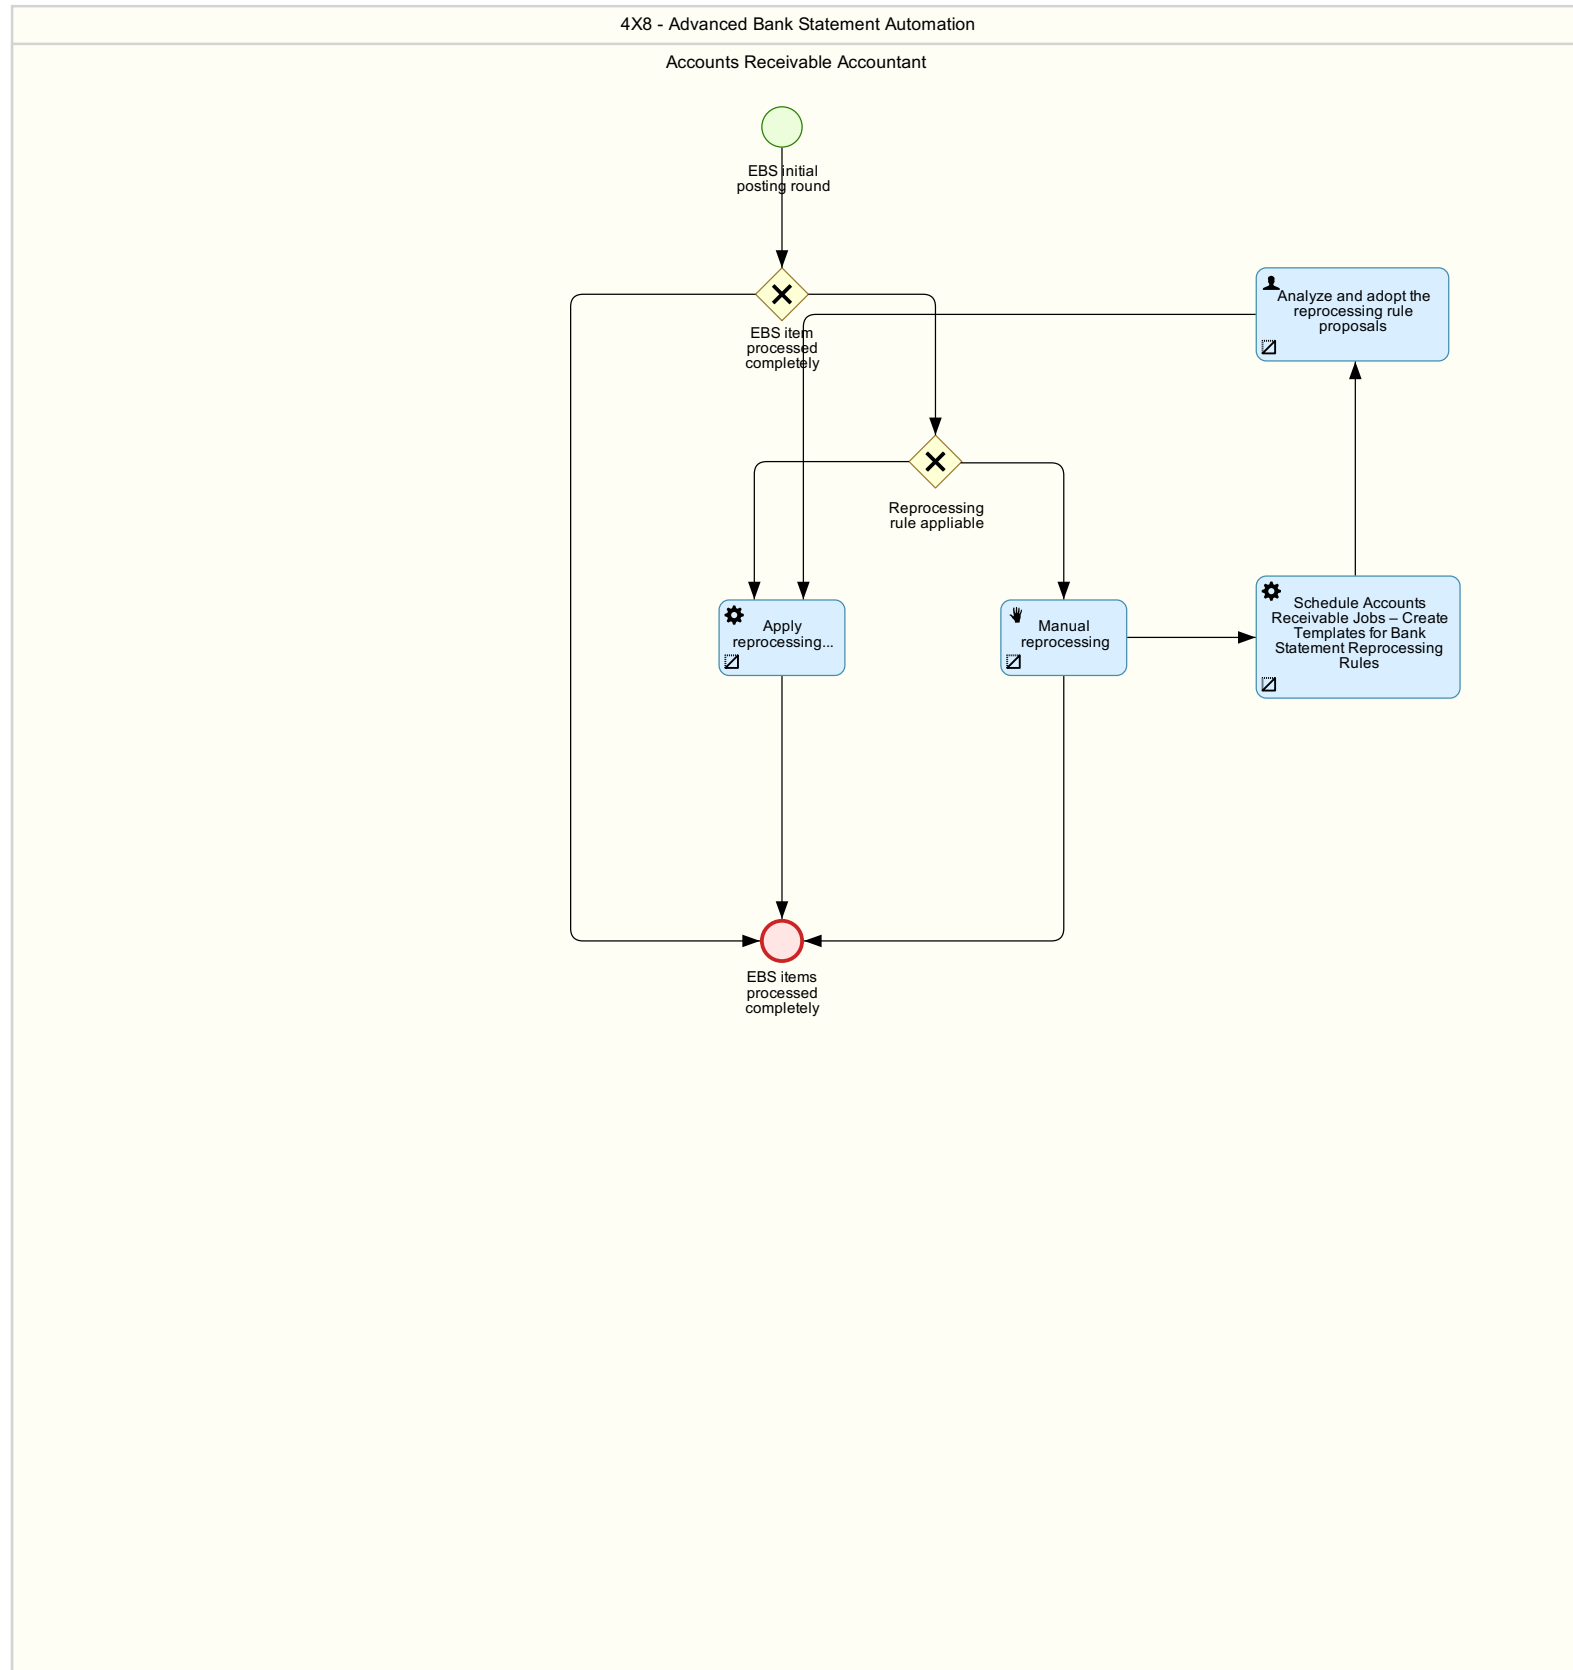 4X8 - Advanced Bank Statement Automation
Accounts Receivable Accountant
EBS initial
posting round
EBS item
processed
completely
Analyze and adopt the
reprocessing rule
proposals
Reprocessing
rule appliable
Apply
reprocessing...
Manual
reprocessing
Schedule Accounts
Receivable Jobs – Create
Templates for Bank
Statement Reprocessing
Rules
EBS items
processed
completely